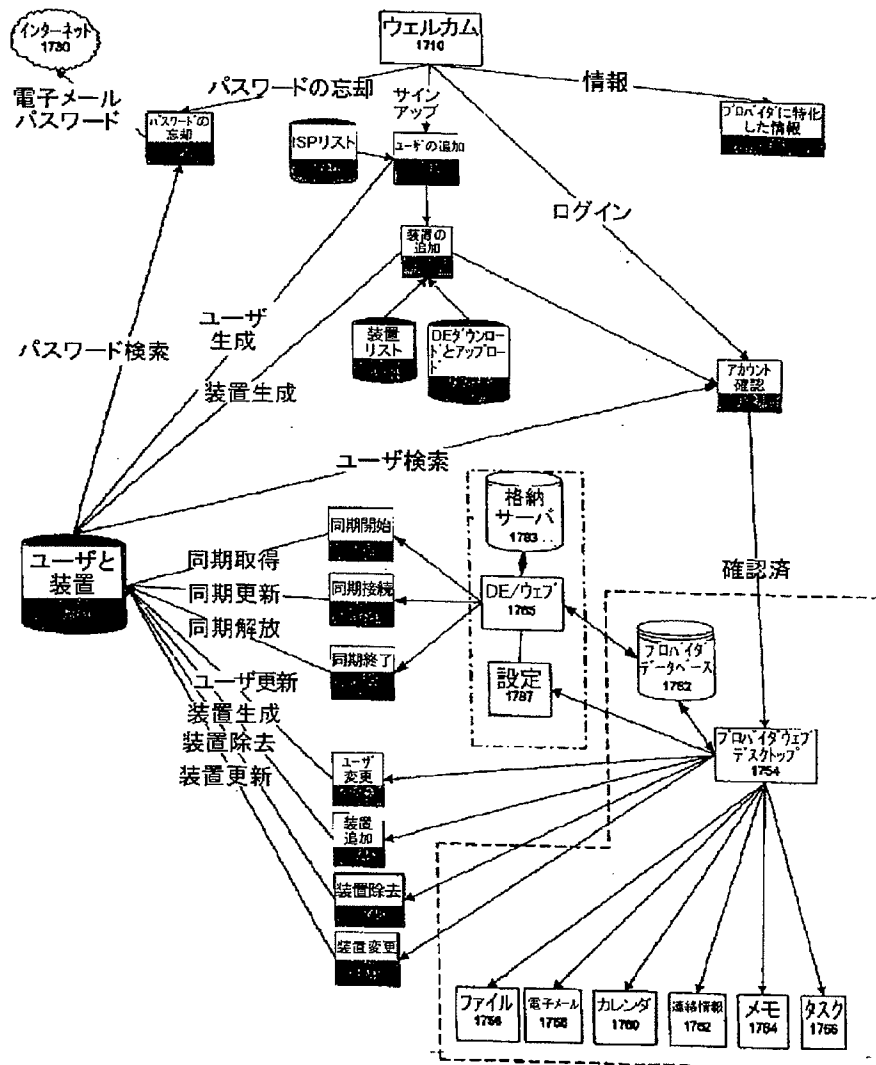 インターネット
1730
ウェルカム
1710
電子メール
パスワード
パスワードの忘却
サイン
アップ
情報
パスワードの
忘却
ISPリスト
ユーザの追加
プロバイダに特化
した情報
ログイン
装置の
追加
ユーザ
生成
装置
リスト
DEダウンロー
ドとアップロー
ド
パスワード検索
装置生成
アカウント
確認
ユーザ検索
格納
サーバ
1783
同期開始
ユーザと
装置
同期取得
同期更新
同期接続
DE/ウェブ
1765
確認済
同期解放
同期終了
プロバイダ
データベース
1762
設定
1767
ユーザ更新
装置生成
装置除去
装置更新
プロバイダウェブ
デスクトップ
1754
ユーザ
変更
装置
追加
装置除去
装置変更
ファイル
1756
電子メール
1758
カレンダ
1760
連絡情報
1762
メモ
1764
タスク